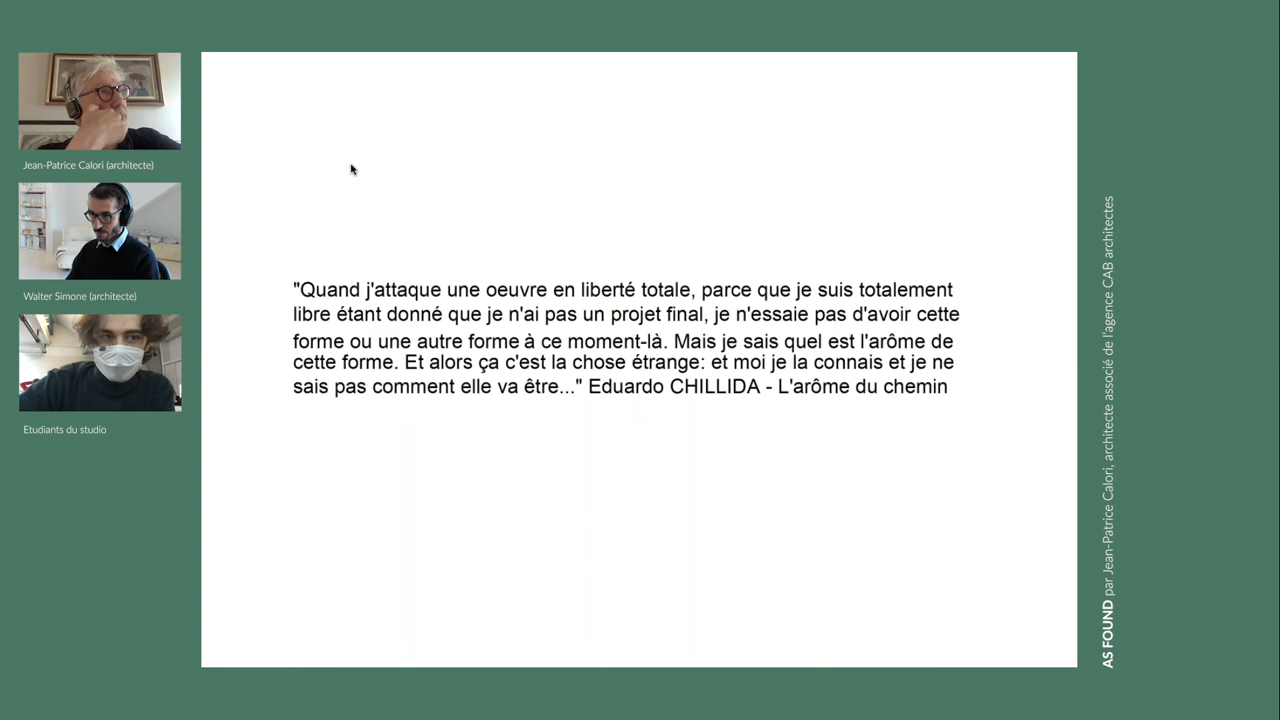 Jean-Patrice Calori (architecte)
Walter Simone (architecte)
Etudiants du studio
"Quand j'attaque une oeuvre en liberté totale, parce que je suis totalement
libre étant donné que je n'ai pas un projet final, je n'essaie pas d'avoir cette
forme ou une autre forme à ce moment-là. Mais je sais quel est l'arôme de
cette forme. Et alors ça c'est la chose étrange: et moi je la connais et je ne
sais pas comment elle va être..." Eduardo CHILLIDA - L'arôme du chemin
AS FOUND par Jean-Patrice Calori, architecte associé de l'agence CAB architectes